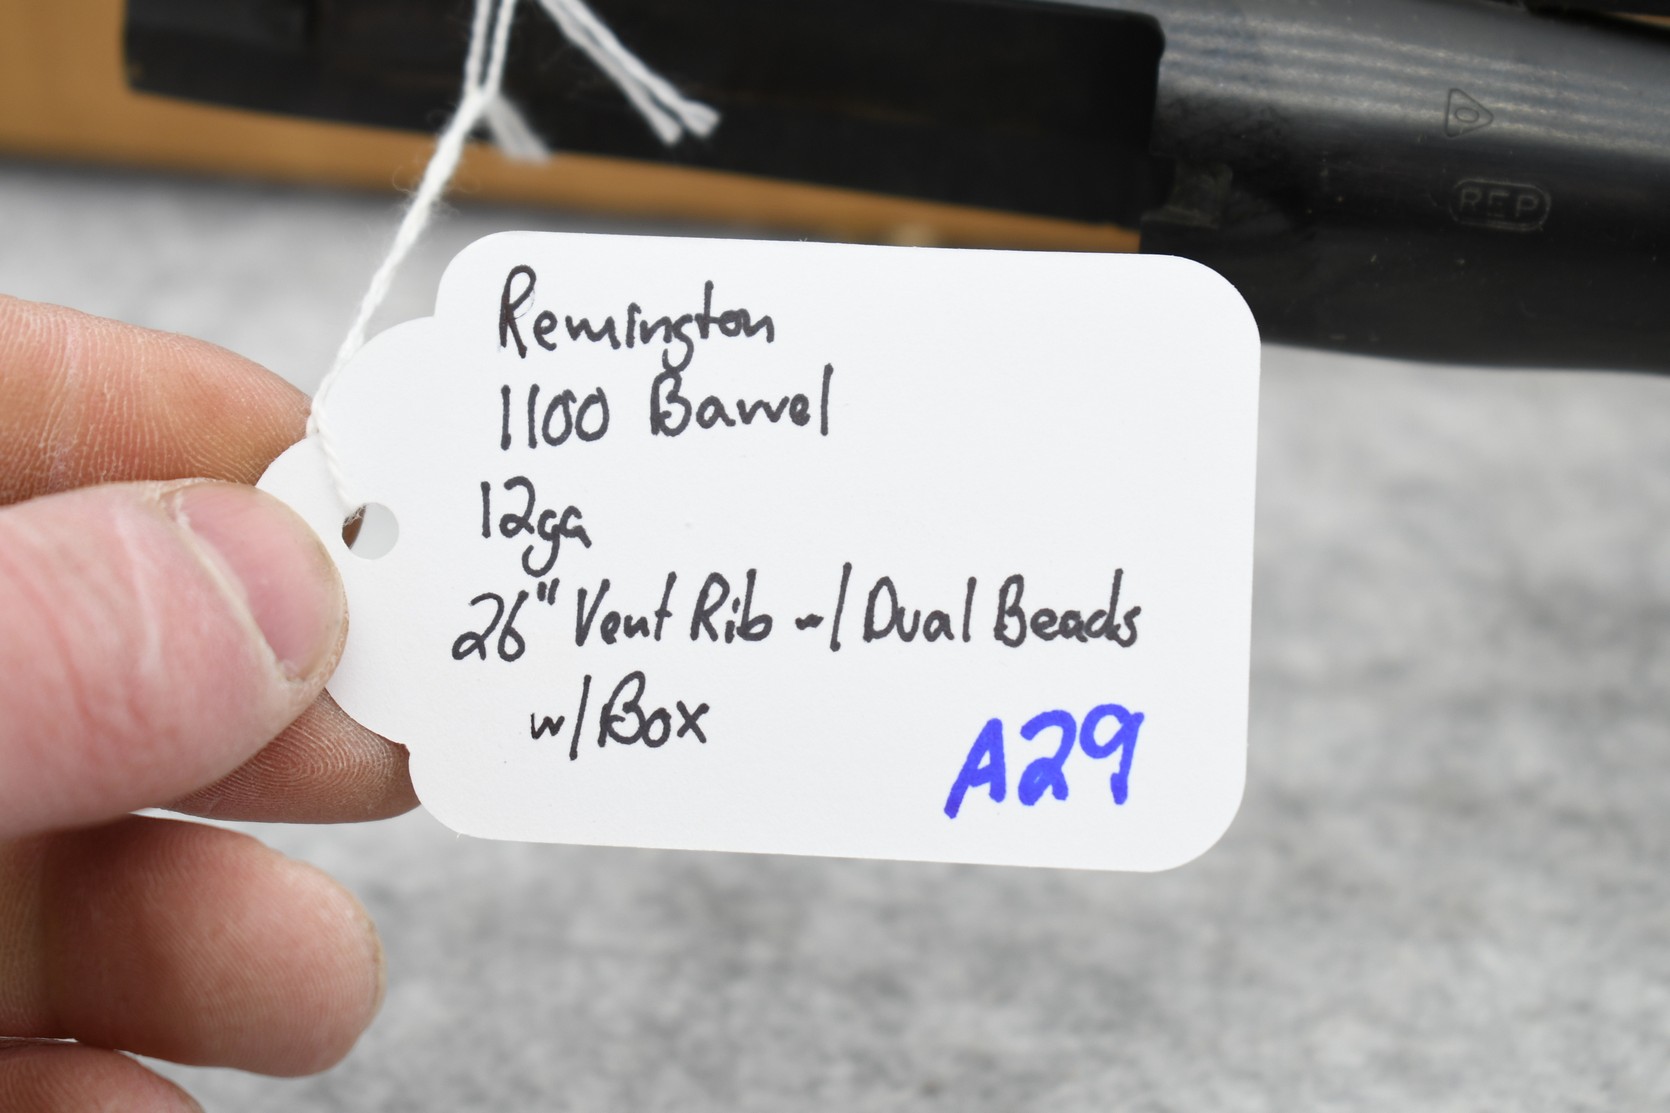 REP
Remington
1100 Barrel
12ga
26" Vent Rib w/ Dual Beads
w/ Box
A29